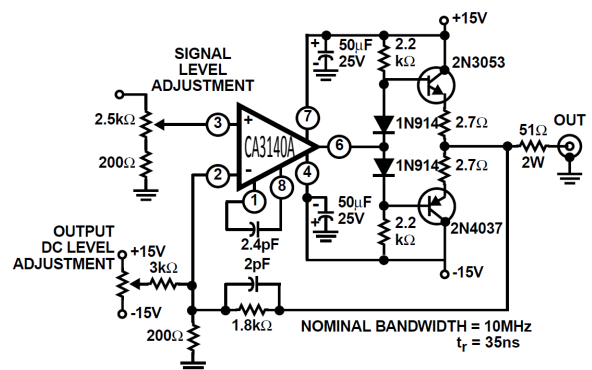 +15V
SIGNAL
LEVEL
ADJUSTMENT
+
50μF
25V
-
2.2
kΩ
2N3053
2.5kΩ
3
+
7
1N914
2.7Ω
51Ω
OUT
CA3140A
6
200Ω
2
-
4
1N914
2.7Ω
2W
1
8
-
50μF
25V
+
2.2
kΩ
2N4037
2.4pF
OUTPUT
DC LEVEL
ADJUSTMENT
+15V
3kΩ
2pF
-15V
-15V
1.8kΩ
200Ω
NOMINAL BANDWIDTH = 10MHz
tr = 35ns